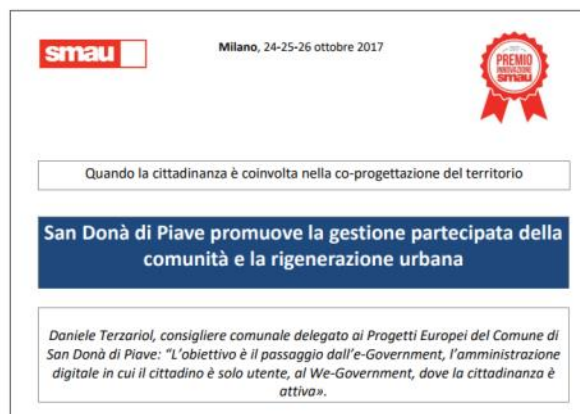 smau
Milano, 24-25-26 ottobre 2017
PREMIO
INNOVAZIONE
smau
Quando la cittadinanza è coinvolta nella co-progettazione del territorio
San Donà di Piave promuove la gestione partecipata della
comunità e la rigenerazione urbana
Daniele Terzariol, consigliere comunale delegato ai Progetti Europei del Comune di
San Donà di Piave: “L’obiettivo è il passaggio dall’e-Government, l’amministrazione
digitale in cui il cittadino è solo utente, al We-Government, dove la cittadinanza è
attiva».